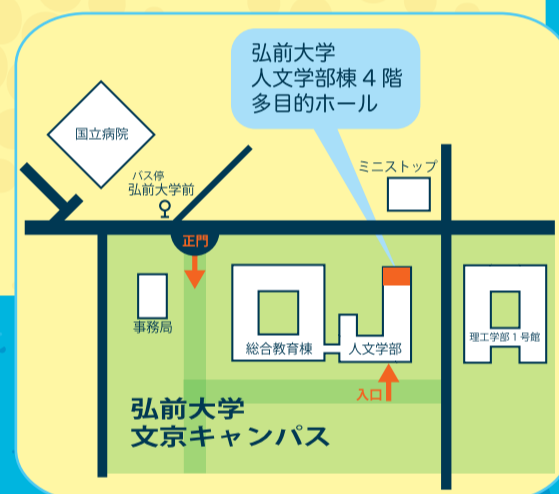 弘前大学
人文学部棟4階
多目的ホール
国立病院
バス停
弘前大学前
ミニストップ
正門
事務局
総合教育棟
人文学部
理工学部1号館
入口
弘前大学
文京キャンパス